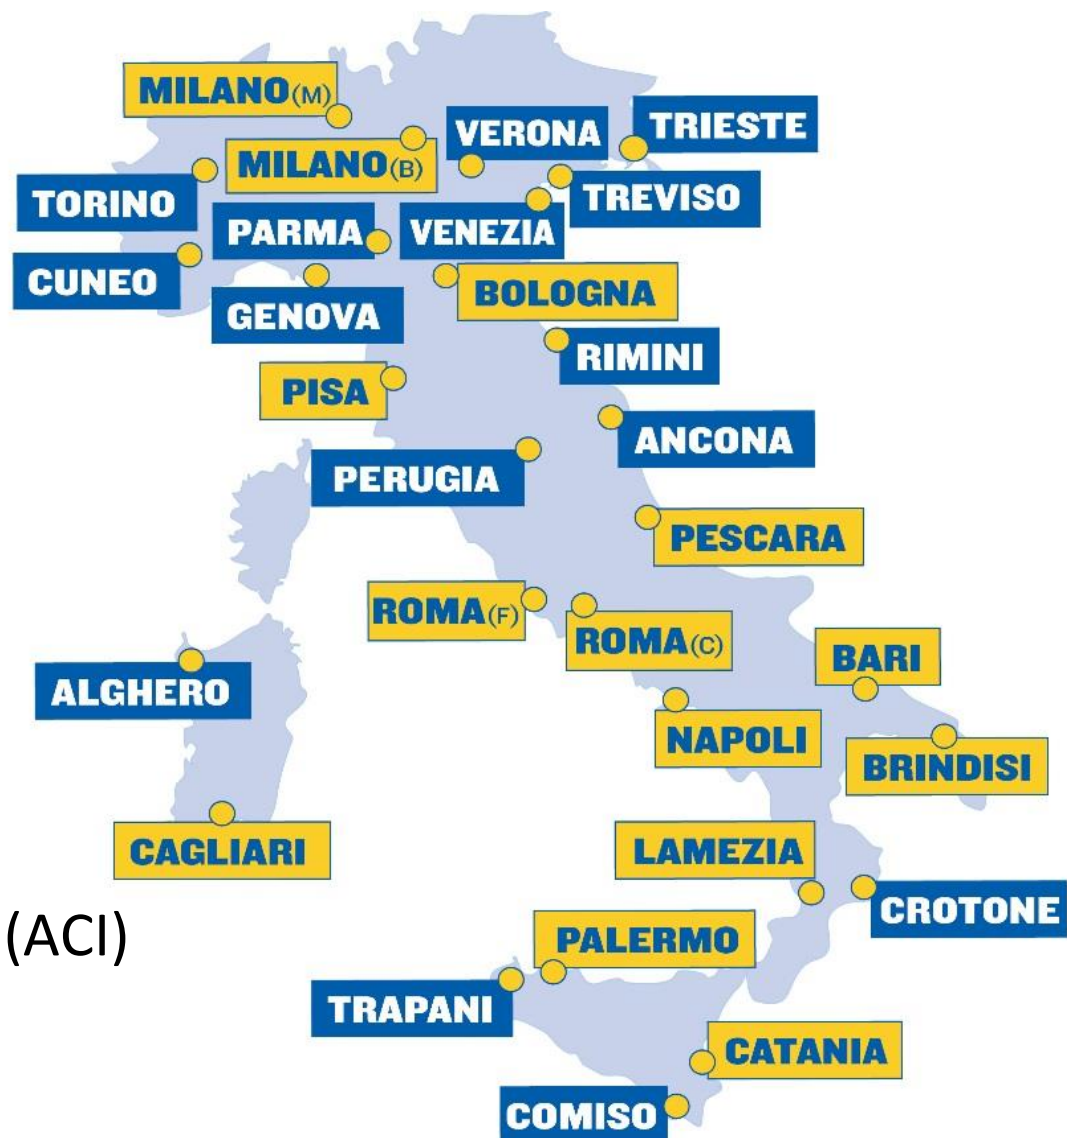 MILANO(M)
MILANO(B)
VERONA
TRIESTE
TORINO
PARMA
VENEZIA
TREVISO
CUNEO
GENOVA
BOLOGNA
RIMINI
PISA
ANCONA
PERUGIA
PESCARA
ROMA(F)
ROMA(C)
BARI
ALGHERO
NAPOLI
BRINDISI
CAGLIARI
LAMEZIA
CROTONE
(ACI)
PALERMO
TRAPANI
CATANIA
COMISO